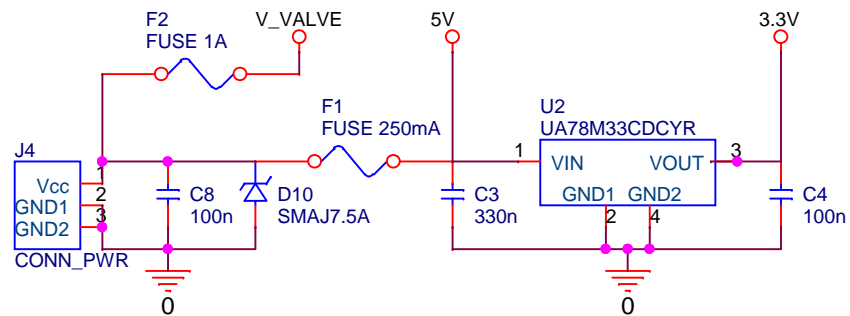 F2
FUSE 1A
V_VALVE
5V
3.3V
F1
FUSE 250mA
U2
UA78M33CDCYR
J4
1
Vcc
2
GND1
3
GND2
CONN_PWR
C8
100n
D10
SMAJ7.5A
C3
330n
1
VIN
VOUT
3
GND1
GND2
2
4
C4
100n
0
0